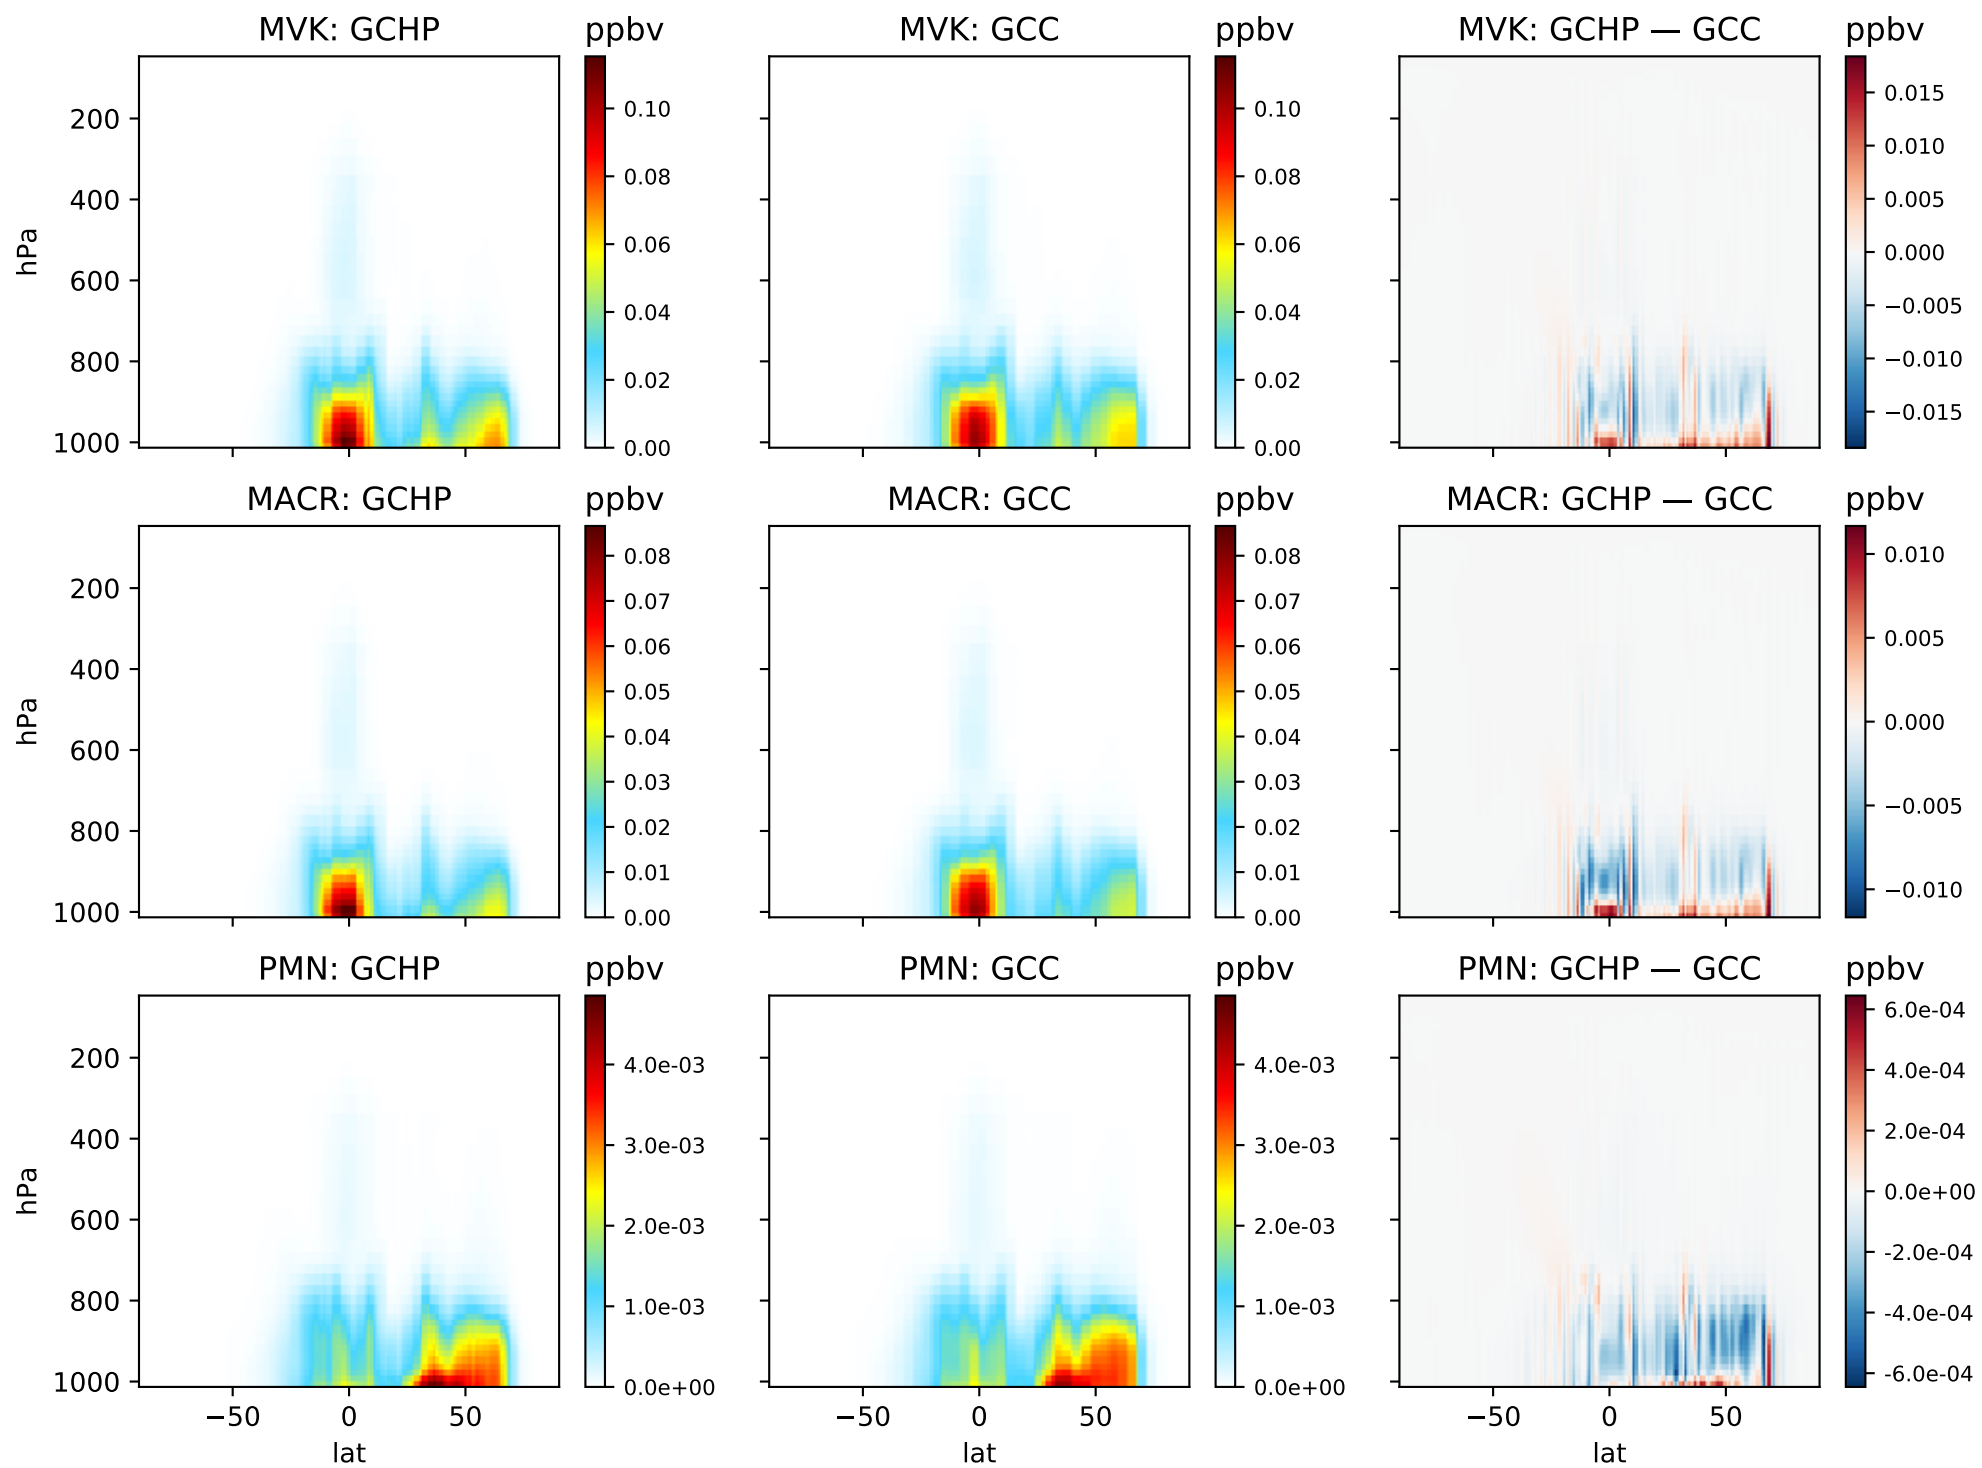 MVK: GCHP ppbv MVK: GCC ppbv MVK: GCHP — GCC ppbv
200 0.10 0.10 0.015
400 0.08 0.08 0.010
hPa 0.06 0.06 0.005
600 0.04 0.04 0.000
800 0.02 0.02 −0.005
1000 0.00 0.00 −0.010
−0.015
MACR: GCHP ppbv MACR: GCC ppbv MACR: GCHP — GCC ppbv
200 0.08 0.08 0.010
400 0.07 0.07 0.005
hPa 0.06 0.06 0.000
600 0.05 0.05 −0.005
800 0.04 0.04 −0.010
1000 0.03 0.03
0.02 0.02
0.01 0.01
0.00 0.00
PMN: GCHP ppbv PMN: GCC ppbv PMN: GCHP — GCC ppbv
200 4.0e-03 4.0e-03 6.0e-04
400 3.0e-03 3.0e-03 4.0e-04
hPa 2.0e-03 2.0e-03 2.0e-04
600 1.0e-03 1.0e-03 0.0e+00
800 0.0e+00 0.0e+00 -2.0e-04
1000 -4.0e-04
-6.0e-04
−50 0 50 −50 0 50 −50 0 50
lat lat lat